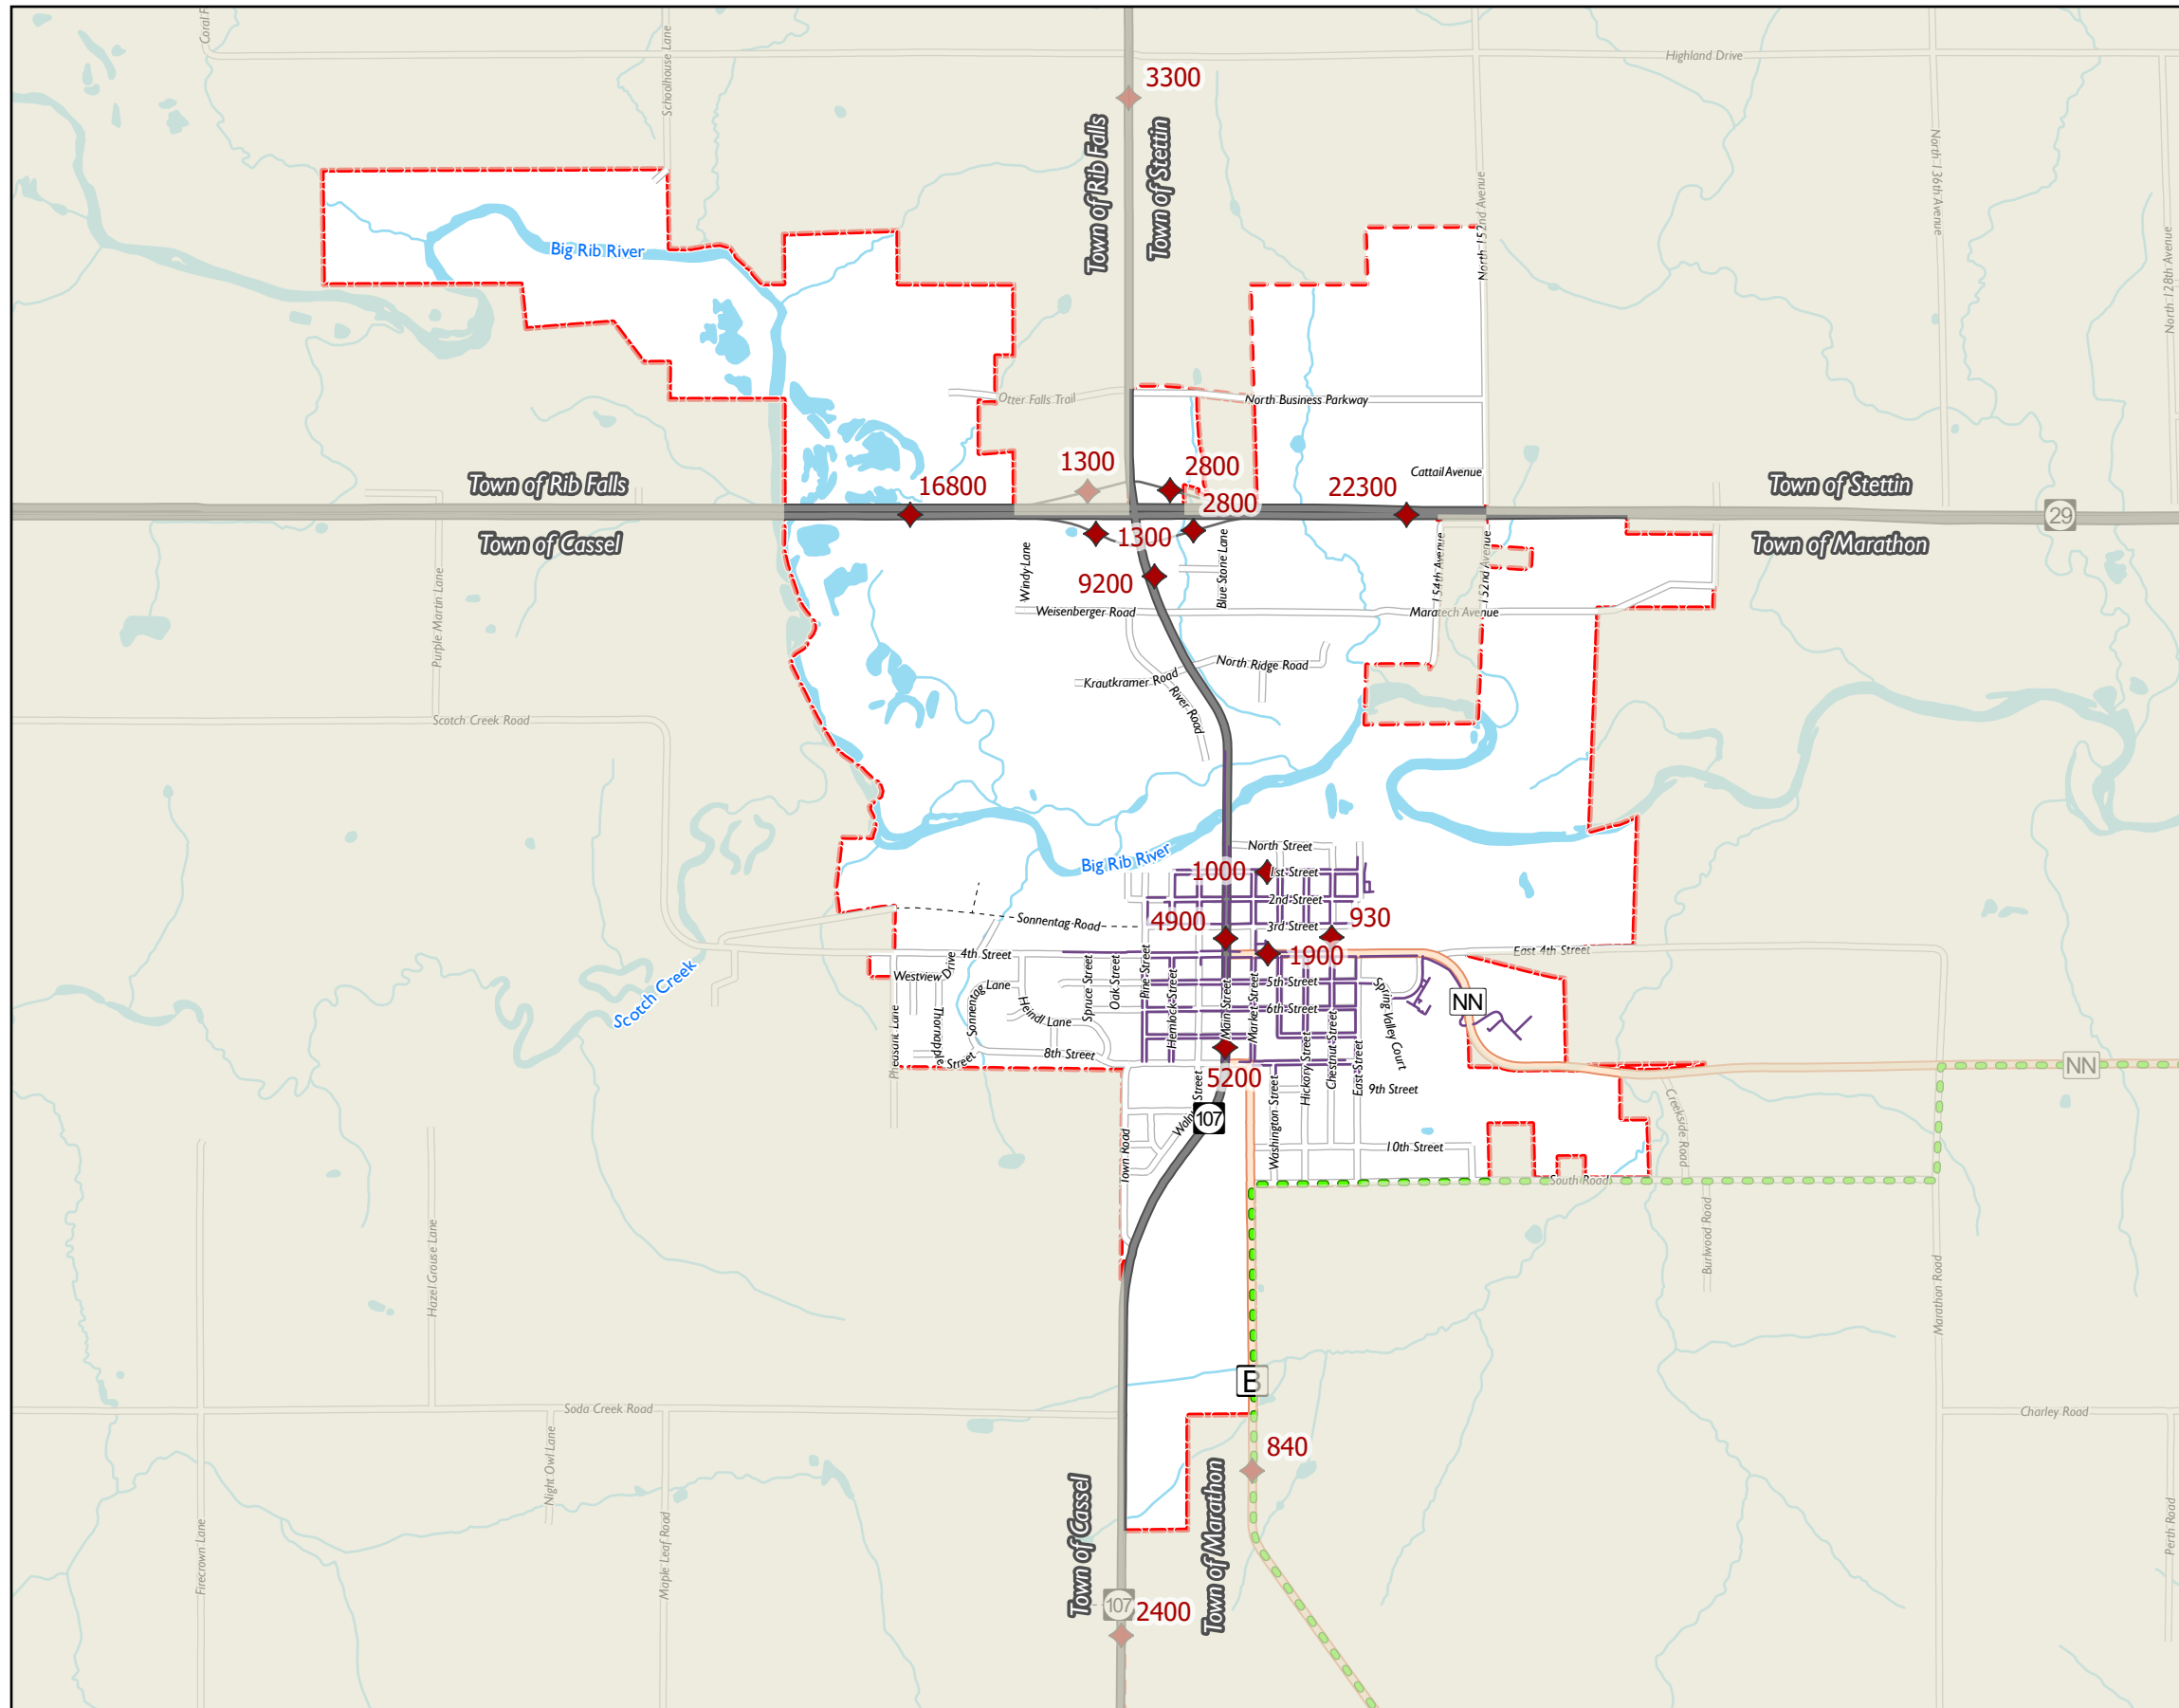 Coral F
Schoolhouse Lane
Highland Drive
3300
Town of Rib Falls
Town of Stettin
North 136th Avenue
North 152nd Avenue
North 128th Avenue
Big Rib River
Otter Falls Trail
North Business Parkway
Cattail Avenue
1300
2800
16800
2800
22300
Town of Rib Falls
Town of Stettin
29
Town of Cassel
Town of Marathon
1300
9200
Windy Lane
Blue Stone Lane
154th Avenue
152nd Avenue
Purple Martin Lane
Weisenberger Road
Maratech Avenue
North Ridge Road
Krautkramer Road
River Road
Scotch Creek Road
North Street
Big Rib River
1000
1st Street
2nd Street
Sonnentag Road
4900
3rd Street
930
4th Street
1900
East 4th Street
Westview Drive
Sonnentag Lane
Spruce Street
Oak Street
Pine Street
Hemlock Street
Main Street
Market Street
5th Street
6th Street
Spring Valley Court
NN
Scotch Creek
Heindl Lane
Thornapple
Pheasant Lane
Street
8th Street
Hickory Street
Chestnut Street
East Street
5200
NN
9th Street
Washington Street
107
Town Road
10th Street
Creekside Road
South Road
Hazel Grouse Lane
Burlwood Road
Marathon Road
B
Soda Creek Road
Charley Road
Night Owl Lane
840
Firecrown Lane
Maple Leaf Road
Town of Cassel
Town of Marathon
Perth Road
107
2400